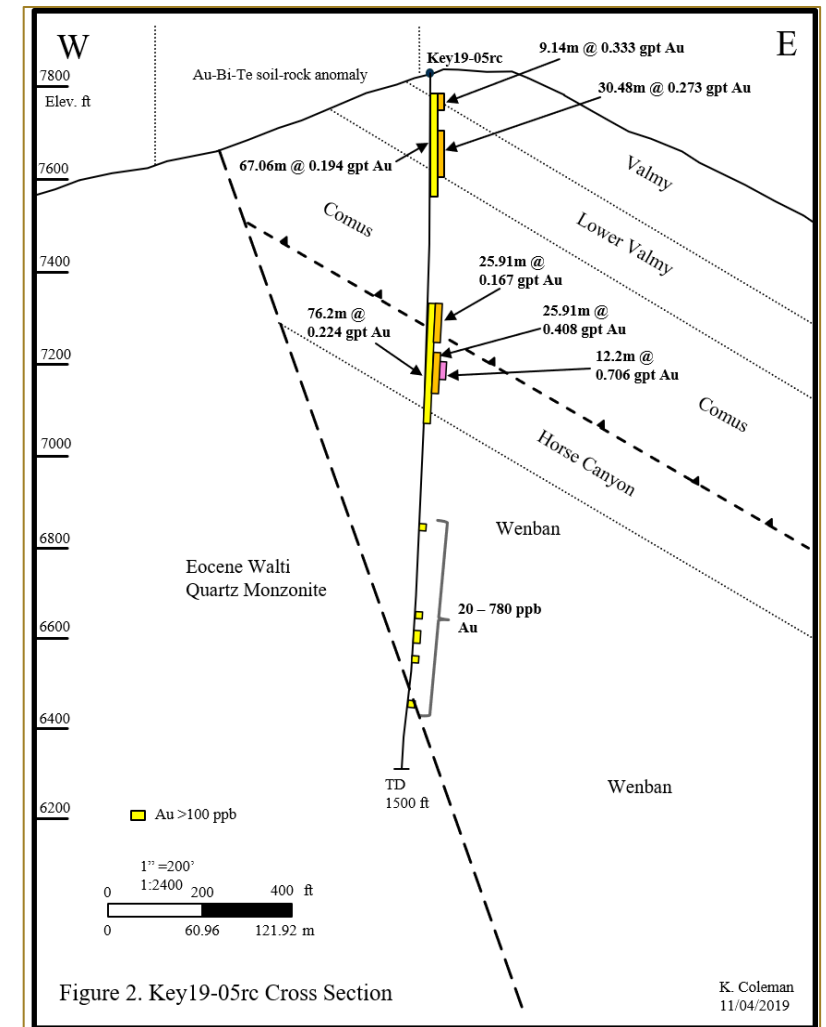 W
E
Key19-05rc
9.14m @ 0.333 gpt Au
Au-Bi-Te soil-rock anomaly
7800
Elev. ft
30.48m @ 0.273 gpt Au
67.06m @ 0.194 gpt Au
Valmy
7600
Comus
Lower Valmy
7400
25.91m @
0.167 gpt Au
76.2m @
0.224 gpt Au
25.91m @
0.408 gpt Au
7200
12.2m @
0.706 gpt Au
Comus
7000
Horse Canyon
6800
Wenban
Eocene Walti
Quartz Monzonite
6600
20 – 780 ppb
Au
6400
TD
1500 ft
Wenban
6200
Au >100 ppb
1” =200’
1:2400
0 200 400 ft
0 60.96 121.92 m
Figure 2. Key19-05rc Cross Section
K. Coleman
11/04/2019